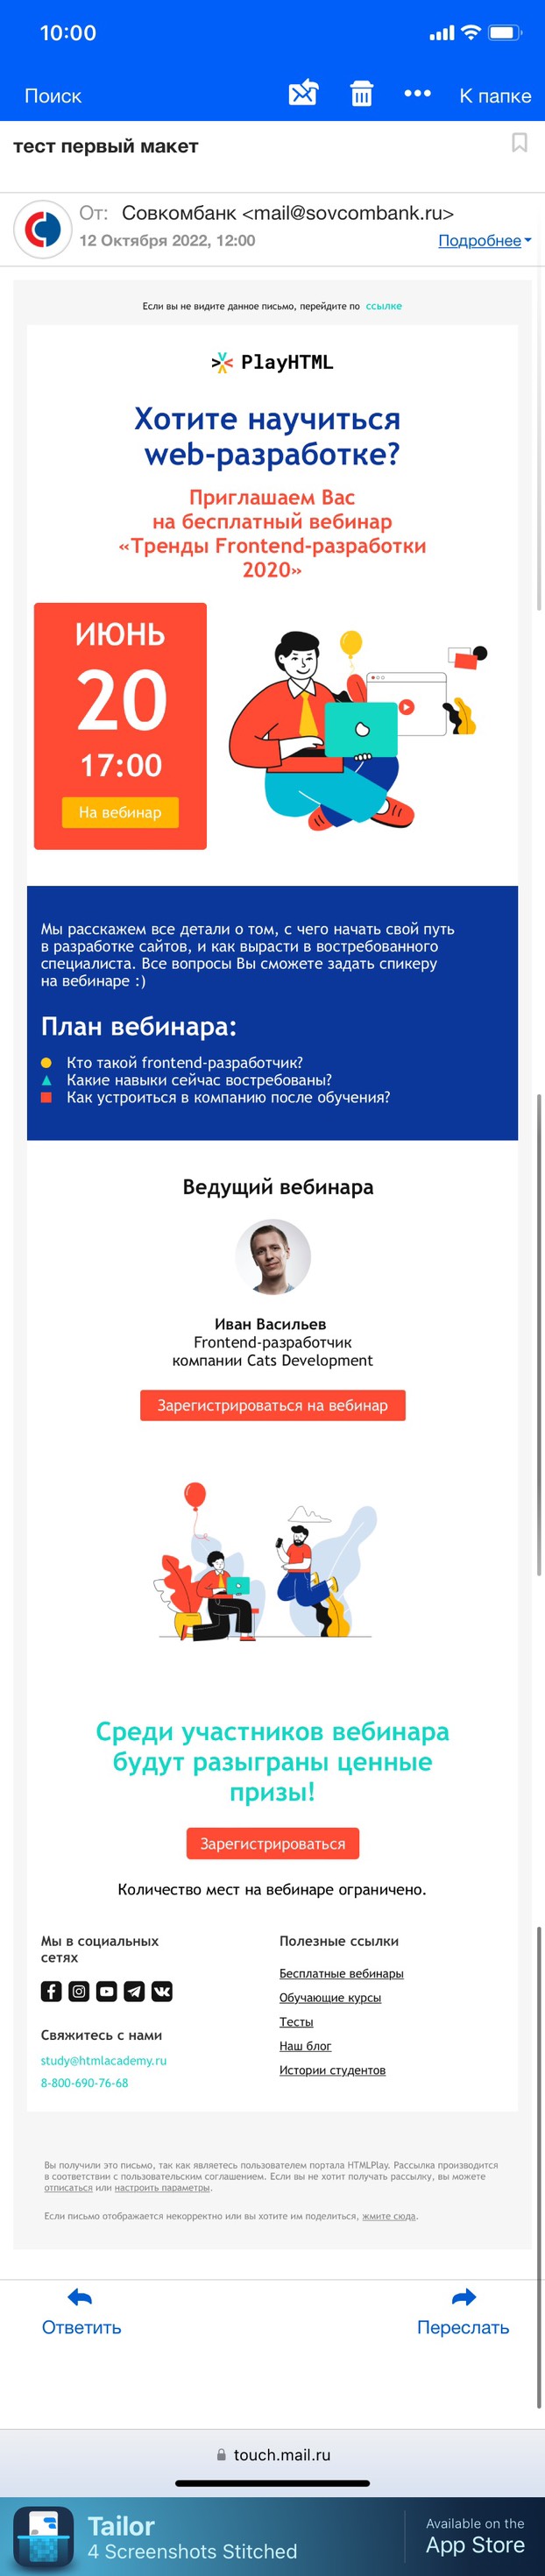 10:00
Поиск
К папке
тест первый макет
От: Совкомбанк <mail@sovcombank.ru>
12 Октября 2022, 12:00
Подробнее
Если вы не видите данное письмо, перейдите по ссылке
PlayHTML
Хотите научиться
web-разработке?
Приглашаем Вас
на бесплатный вебинар
«Тренды Frontend-разработки
2020»
ИЮНЬ
20
17:00
На вебинар
Мы расскажем все детали о том, с чего начать свой путь
в разработке сайтов, и как вырасти в востребованного
специалиста. Все вопросы Вы сможете задать спикеру
на вебинаре :)
План вебинара:
Кто такой frontend-разработчик?
Какие навыки сейчас востребованы?
Как устроиться в компанию после обучения?
Ведущий вебинара
Иван Васильев
Frontend-разработчик
компании Cats Development
Зарегистрироваться на вебинар
Среди участников вебинара
будут разыграны ценные
призы!
Зарегистрироваться
Количество мест на вебинаре ограничено.
Мы в социальных
сетях
Свяжитесь с нами
study@htmlacademy.ru
8-800-690-76-68
Полезные ссылки
Бесплатные вебинары
Обучающие курсы
Тесты
Наш блог
Истории студентов
Вы получили это письмо, так как являетесь пользователем портала HTMLPlay. Рассылка производится
в соответствии с пользовательским соглашением. Если вы не хотит получать рассылку, вы можете
отписаться или настроить параметры.
Если письмо отображается некорректно или вы хотите им поделиться, жмите сюда.
Ответить
Переслать
touch.mail.ru
Tailor
4 Screenshots Stitched
Available on the
App Store